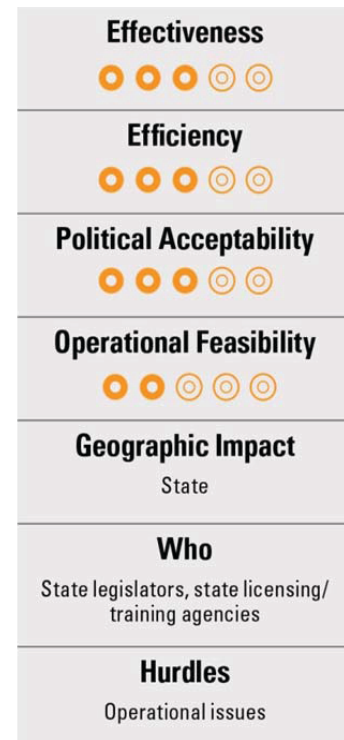 Effectiveness
Efficiency
Political Acceptability
Operational Feasibility
Geographic Impact
State
Who
State legislators, state licensing/
training agencies
Hurdles
Operational issues